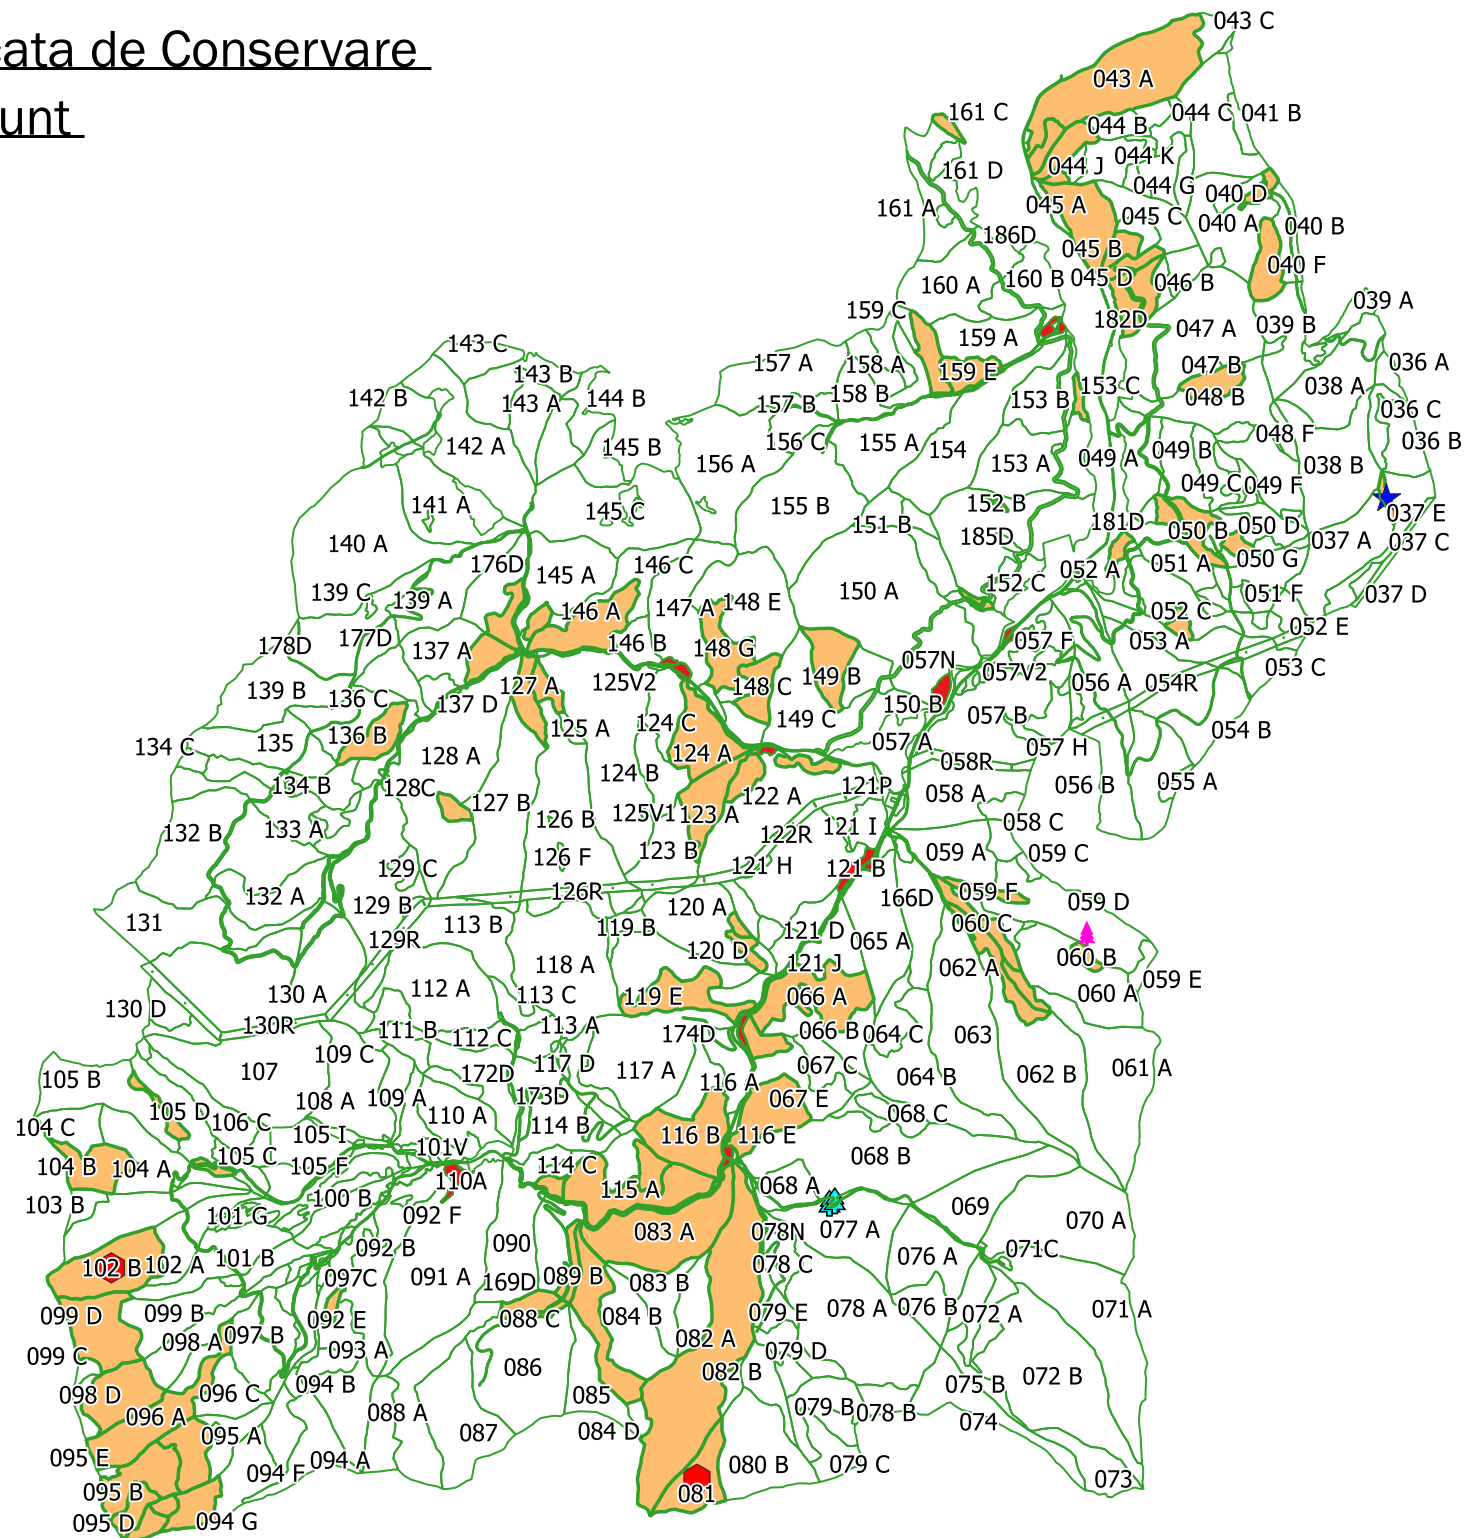 cata de Conservare
unt
043 C
043 A
161 C
044 C
041 B
044 B
044 K
044 J
161 D
044 G
040 D
161 A
045 A
045 C
040 A
040 B
186D
045 B
040 F
160 A
160 B
045 D
046 B
039 A
159 C
182D
047 A
039 B
159 A
143 C
157 A
158 A
159 E
047 B
036 A
143 B
038 A
142 B
143 A
144 B
157 B
158 B
153 B
153 C
048 B
036 C
142 A
145 B
156 C
155 A
154
048 F
036 B
156 A
153 A
049 A
049 B
038 B
049 C
049 F
141 A
145 C
155 B
152 B
151 B
181D
050 B
050 D
037 E
140 A
185D
037 A
037 C
176D
145 A
146 C
052 A
051 A
050 G
139 C
139 A
150 A
152 C
051 F
037 D
146 A
147 A
148 E
052 C
052 E
178D
177D
137 A
146 B
148 G
057 F
053 A
057N
053 C
139 B
136 C
127 A
125V2
148 C
149 B
057V2
056 A
054R
137 D
150 B
124 C
149 C
057 B
134 C
135
136 B
125 A
057 A
057 H
054 B
128 A
124 A
058R
134 B
128C
124 B
121P
056 B
055 A
127 B
122 A
058 A
132 B
133 A
126 B
125V1
123 A
122R
121 I
058 C
123 B
059 A
059 C
129 C
126 F
121 H
121 B
132 A
126R
166D
059 F
059 D
131
129 B
113 B
120 A
119 B
060 C
129R
121 D
065 A
120 D
060 B
118 A
121 J
062 A
059 E
130 A
112 A
113 C
119 E
066 A
060 A
130 D
130R
111 B
112 C
113 A
174D
066 B
064 C
063
109 C
117 D
117 A
067 C
105 B
107
172D
116 A
064 B
062 B
061 A
108 A
109 A
173D
067 E
105 D
106 C
110 A
068 C
104 C
105 I
114 B
116 B
116 E
101V
105 C
104 B
104 A
105 F
114 C
068 B
110A
115 A
068 A
103 B
100 B
069
101 G
092 F
083 A
078N
077 A
070 A
092 B
090
071C
102 B
102 A
101 B
097C
091 A
169D
089 B
083 B
078 C
076 A
099 D
099 B
092 E
088 C
084 B
079 E
078 A
076 B
072 A
071 A
098 A
097 B
093 A
082 A
079 D
099 C
086
082 B
098 D
096 C
094 B
085
075 B
072 B
096 A
088 A
079 B
078 B
095 A
087
084 D
074
095 E
094 F
094 A
080 B
079 C
073
095 B
081
095 D
094 G